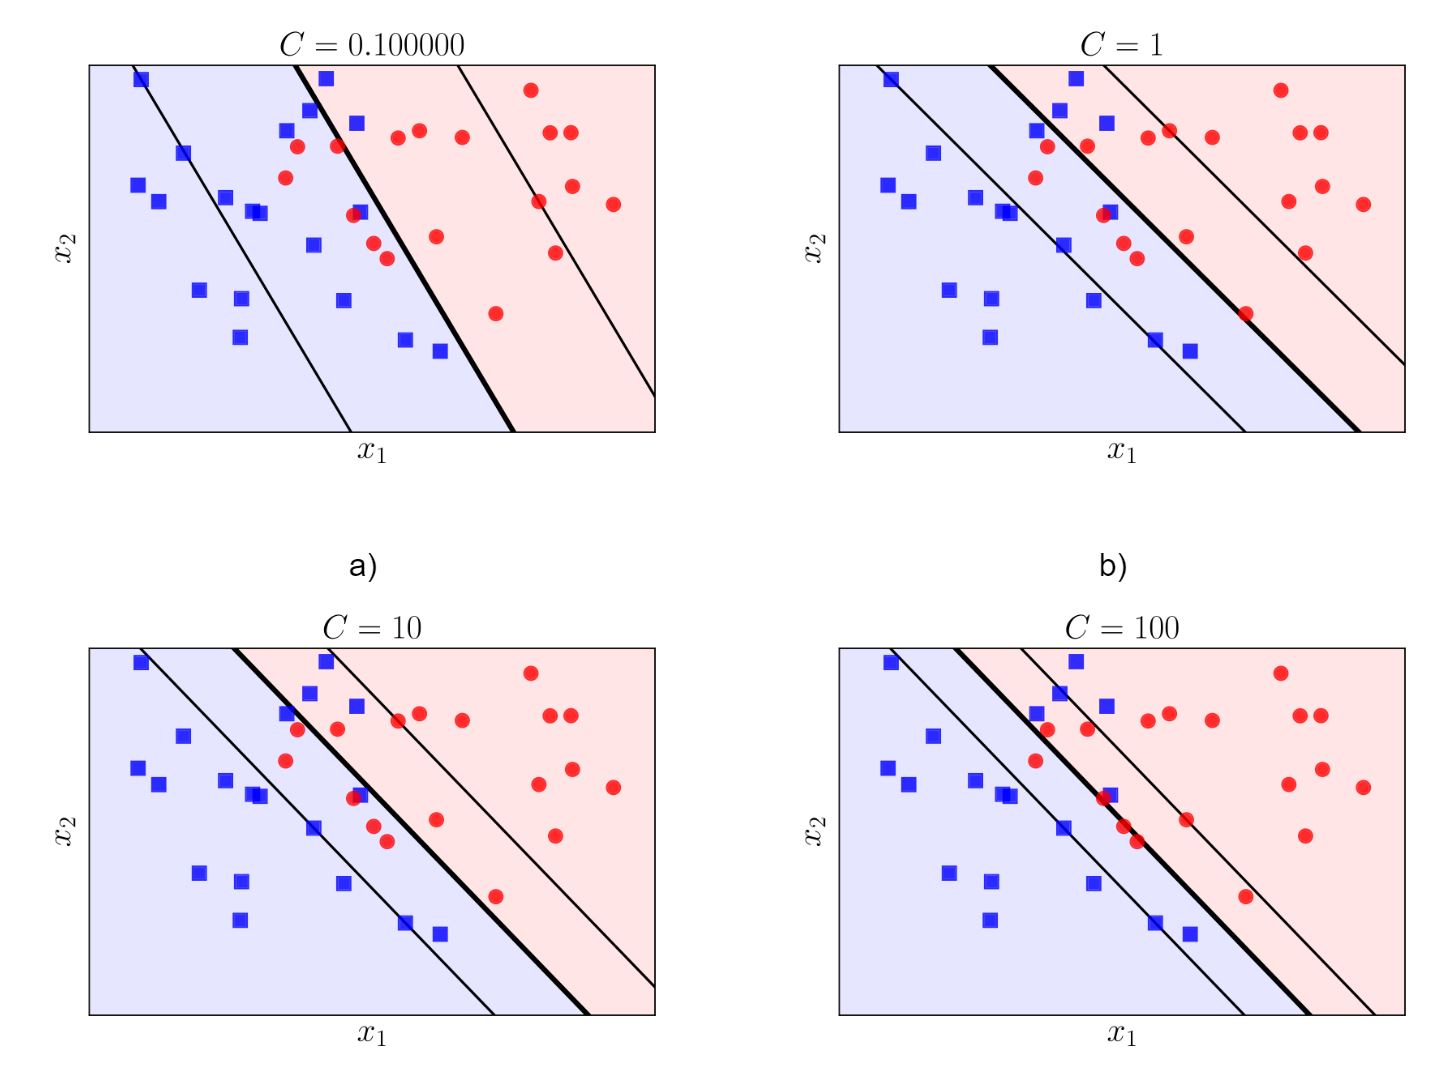 C = 0.100000
C = 1
x₂
x₂
x₁
x₁
a)
b)
C = 10
C = 100
x₂
x₂
x₁
x₁